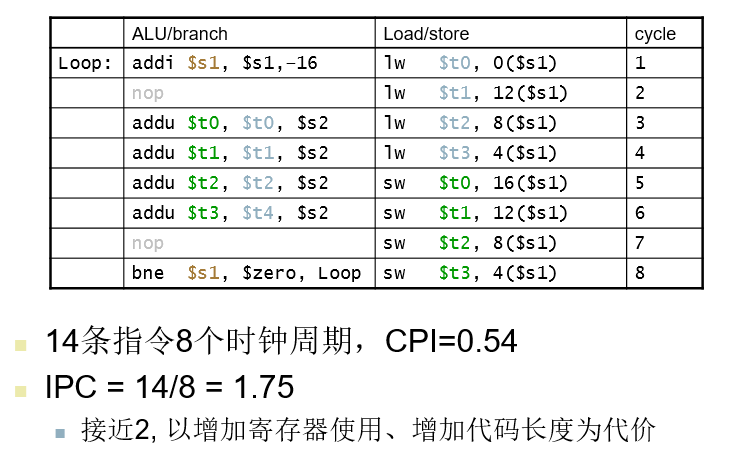 ALU/branch Load/store cycle
Loop: addi $s1, $s1,-16 lw $t0, 0($s1) 1
nop lw $t1, 12($s1) 2
addu $t0, $t0, $s2 lw $t2, 8($s1) 3
addu $t1, $t1, $s2 lw $t3, 4($s1) 4
addu $t2, $t2, $s2 sw $t0, 16($s1) 5
addu $t3, $t4, $s2 sw $t1, 12($s1) 6
nop sw $t2, 8($s1) 7
bne $s1, $zero, Loop sw $t3, 4($s1) 8
14条指令8个时钟周期，CPI=0.54
IPC = 14/8 = 1.75
接近2, 以增加寄存器使用、增加代码长度为代价